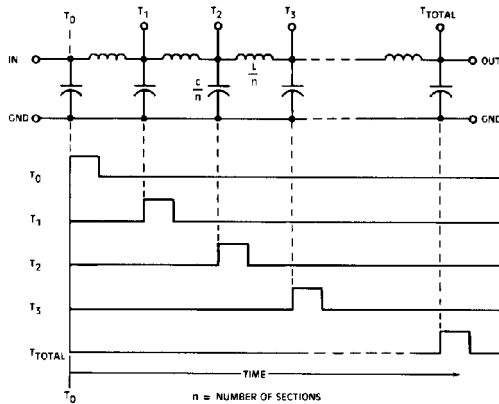 T0 T1 T2 T3 TTOTAL
IN OUT
C/n L/n
GND GND
T0
T1
T2
T3
TTOTAL
TIME
T0 n = NUMBER OF SECTIONS